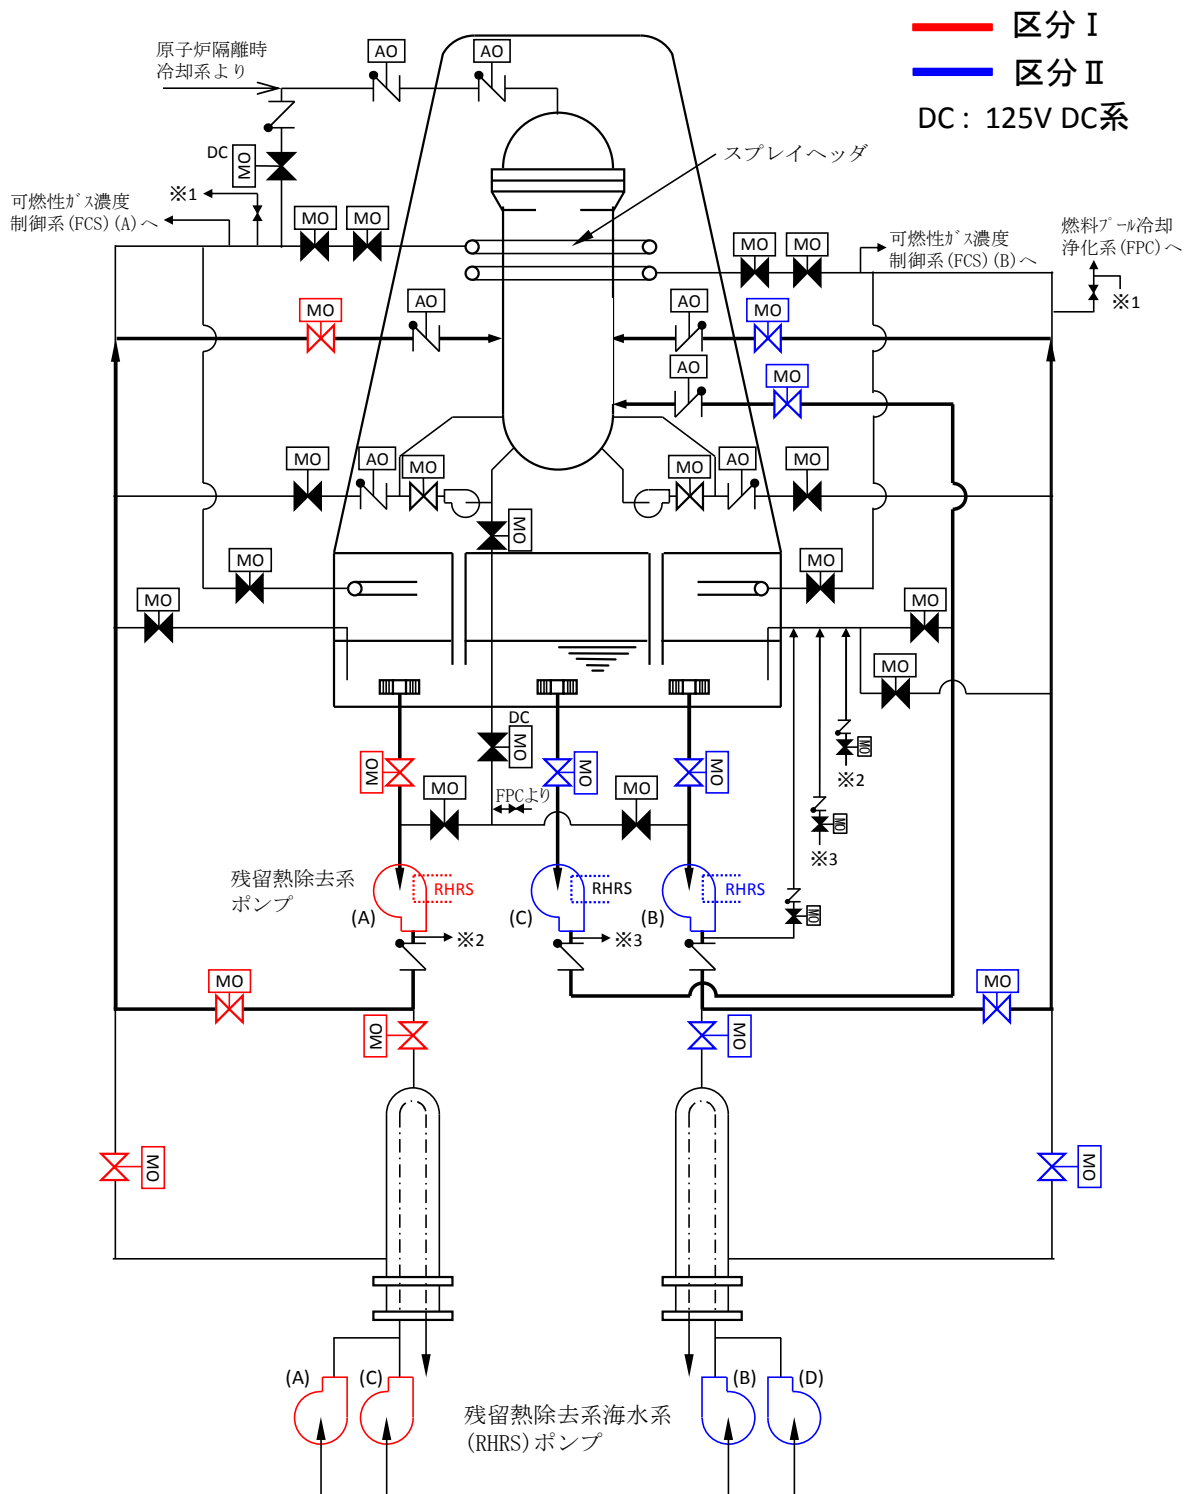 区分Ⅰ
区分Ⅱ
DC : 125V DC系
原子炉隔離時
冷却系より
AO
AO
DC
MO
スプレイヘッダ
※1
可燃性ｶﾞｽ濃度
制御系(FCS)(A)へ
MO
MO
可燃性ｶﾞｽ濃度
制御系(FCS)(B)へ
MO
MO
燃料ﾌﾟｰﾙ冷却
浄化系(FPC)へ
※1
MO
AO
AO
MO
AO
MO
MO
AO
MO
MO
AO
MO
MO
MO
MO
MO
MO
MO
MO
MO
DC
MO
MO
MO
MO
※2
MO
※3
MO
FPCより
MO
MO
残留熱除去系
ポンプ
(A)
RHRS
(C)
RHRS
(B)
RHRS
※2
※3
MO
MO
MO
MO
MO
MO
MO
(A)
(C)
(B)
(D)
残留熱除去系海水系
(RHRS)ポンプ